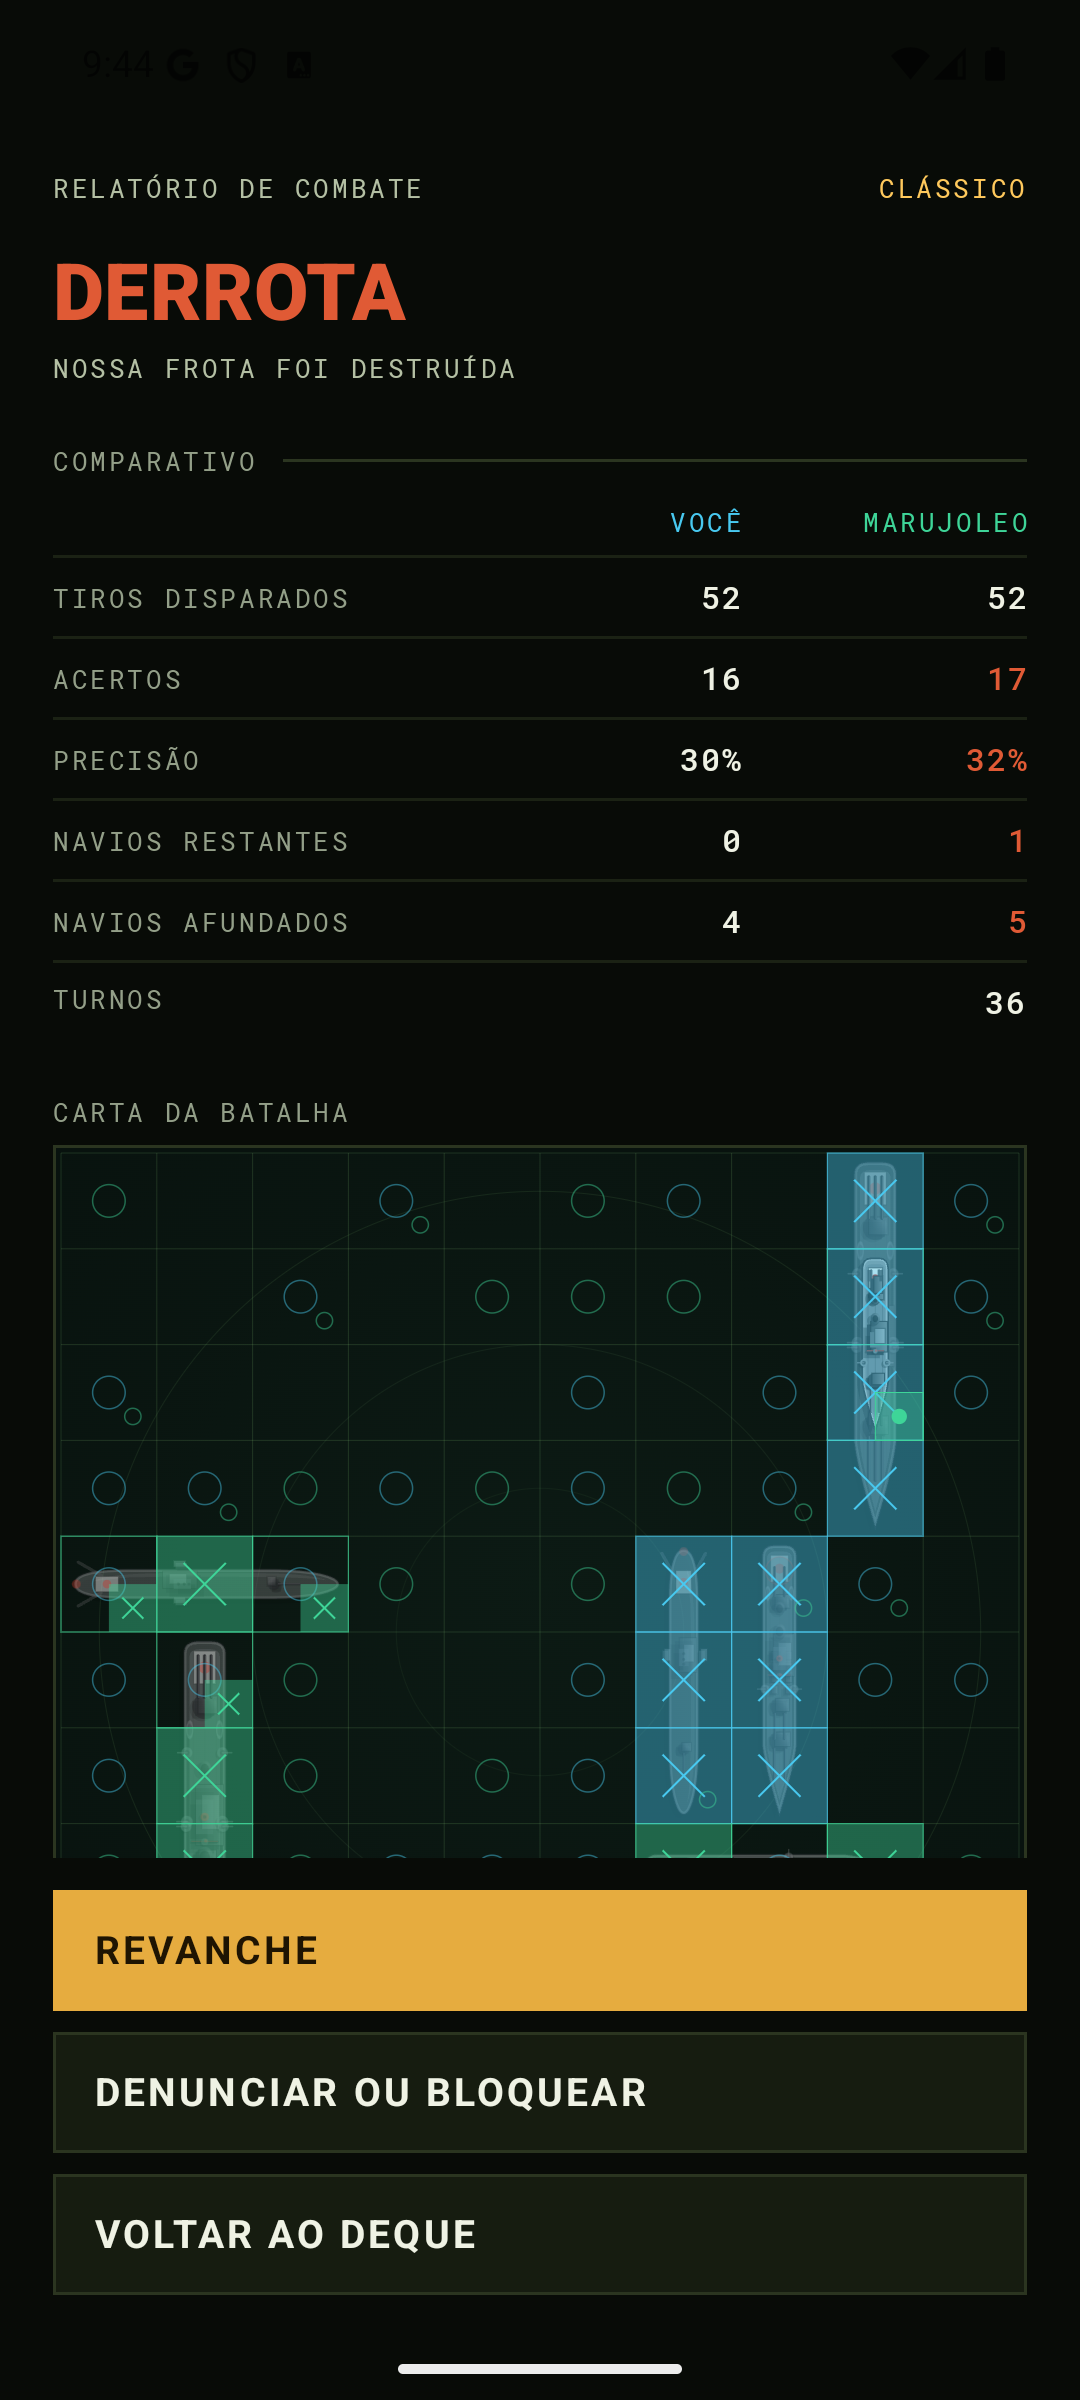 9:44
RELATÓRIO DE COMBATE
CLÁSSICO
DERROTA
NOSSA FROTA FOI DESTRUÍDA
COMPARATIVO
VOCÊ MARUJOLEO
TIROS DISPARADOS 52 52
ACERTOS 16 17
PRECISÃO 30% 32%
NAVIOS RESTANTES 0 1
NAVIOS AFUNDADOS 4 5
TURNOS 36
CARTA DA BATALHA
REVANCHE
DENUNCIAR OU BLOQUEAR
VOLTAR AO DEQUE